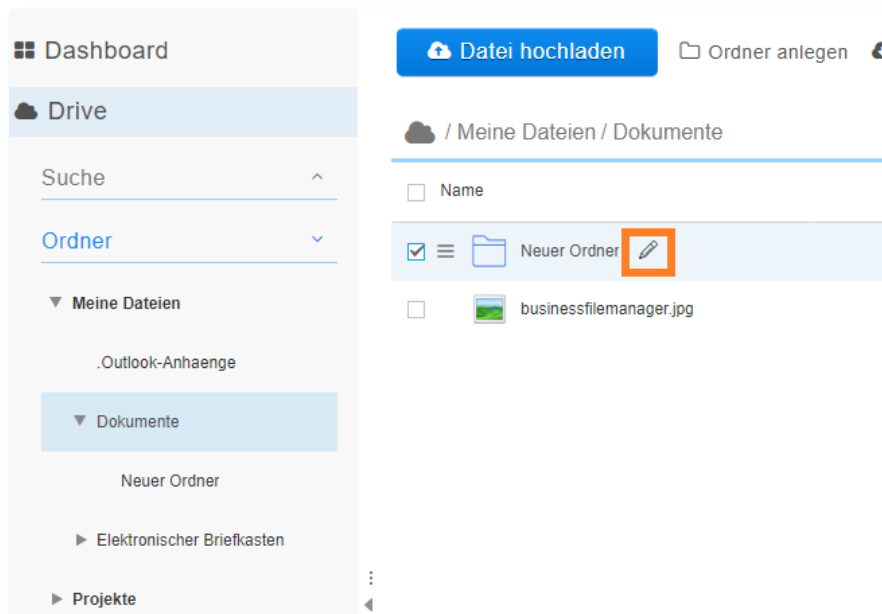 Dashboard
Drive
Suche
Ordner
Meine Dateien
.Outlook-Anhaenge
Dokumente
Neuer Ordner
Elektronischer Briefkasten
Projekte
Datei hochladen
Ordner anlegen
/ Meine Dateien / Dokumente
Name
Neuer Ordner
businessfilemanager.jpg